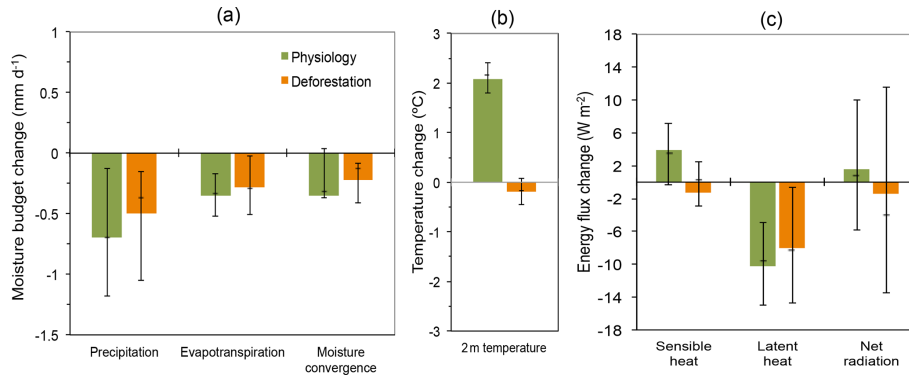 (a)
Moisture budget change (mm d⁻¹)
1
0.5
0
-0.5
-1
-1.5
Physiology
Deforestation
Precipitation
Evapotranspiration
Moisture
convergence
(b)
Temperature change (ºC)
3
2
1
0
-1
-2
-3
2 m temperature
(c)
Energy flux change (W m⁻²)
18
14
10
6
2
-2
-6
-10
-14
-18
Sensible
heat
Latent
heat
Net
radiation